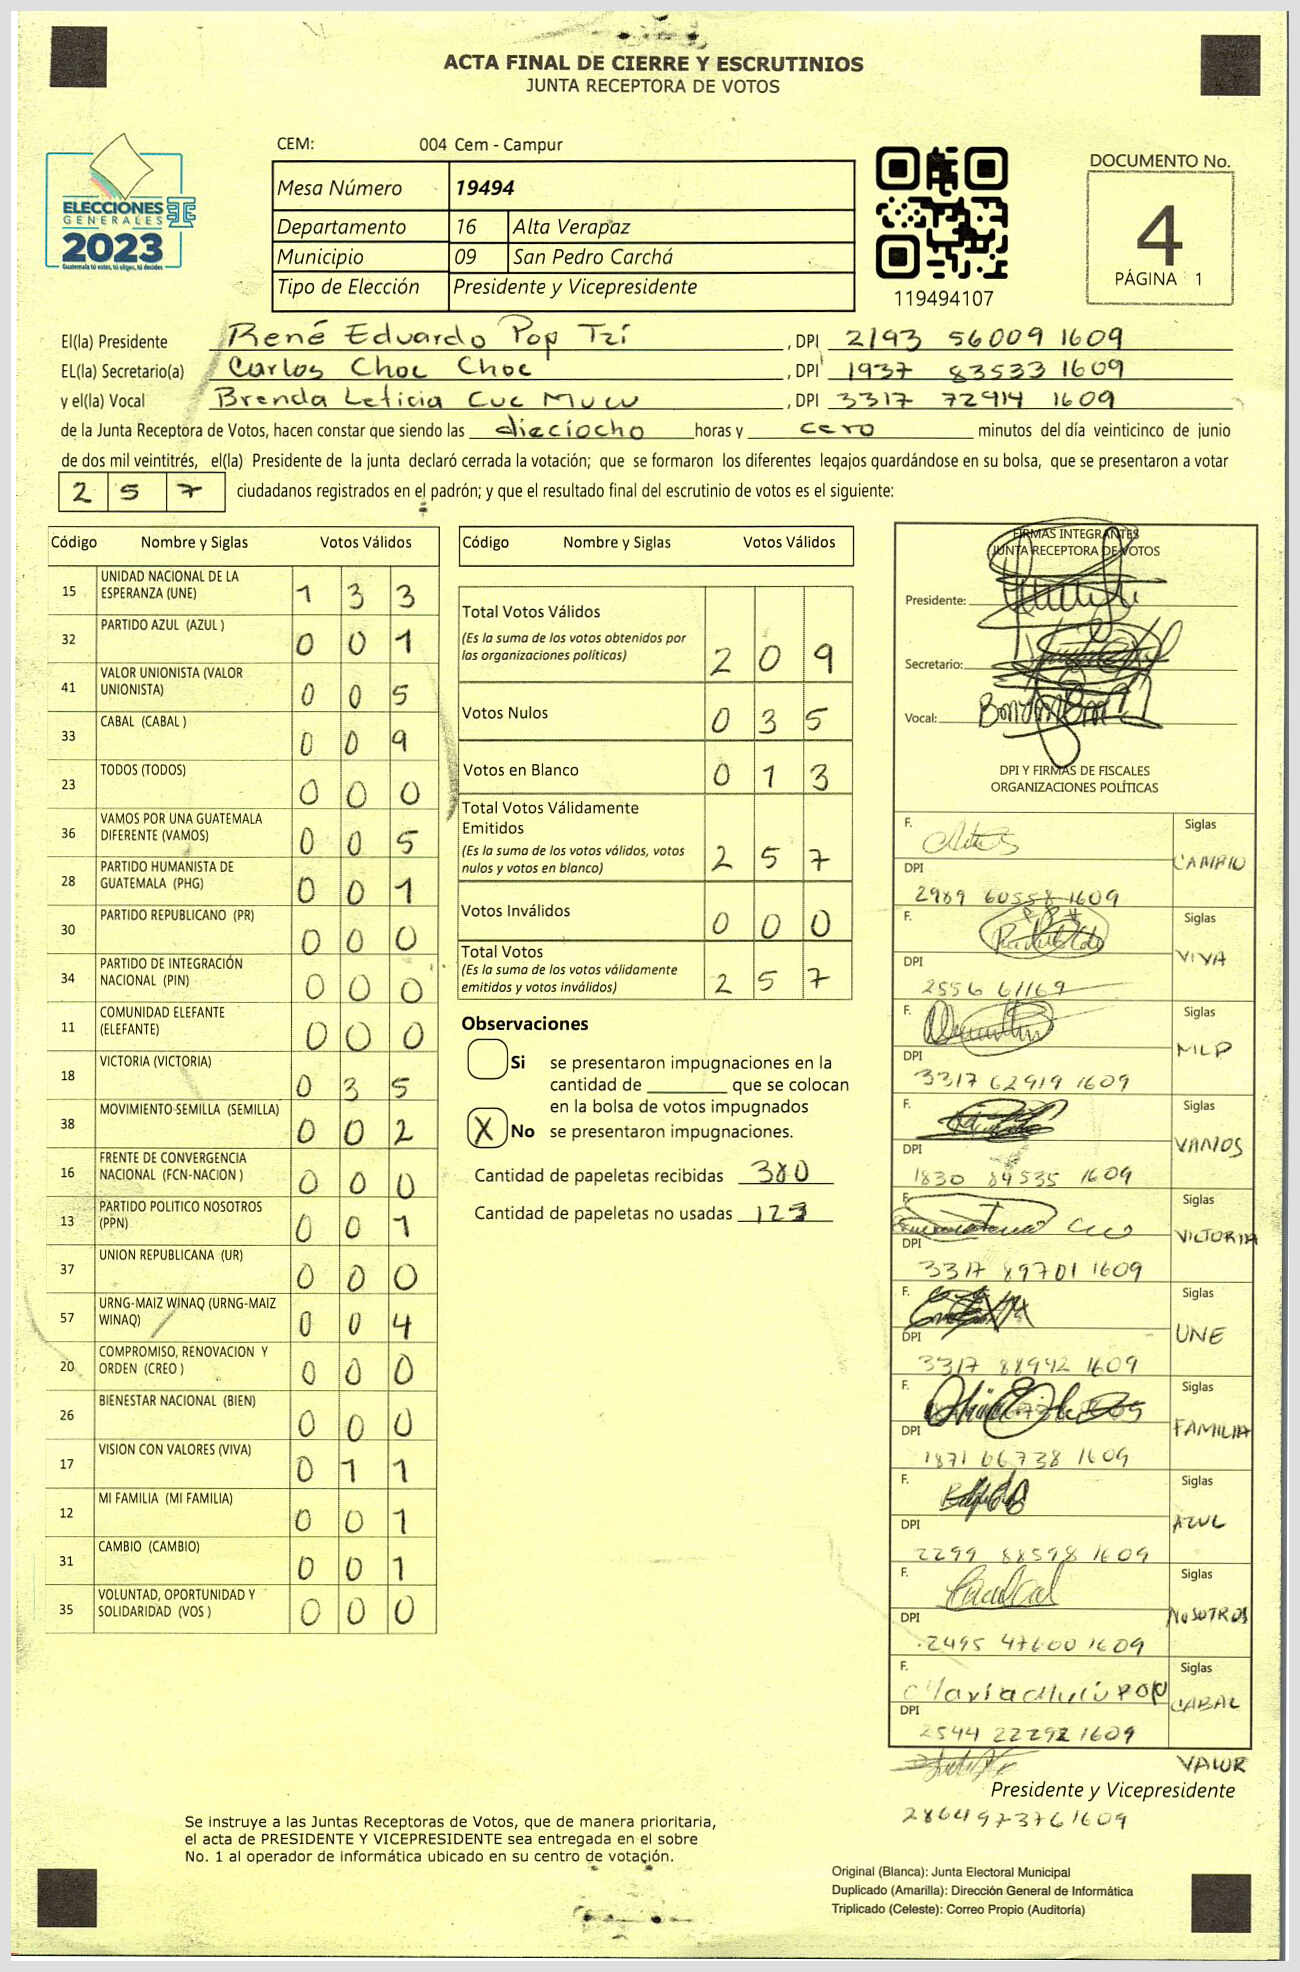 ACTA FINAL DE CIERRE Y ESCRUTINIOS
JUNTA RECEPTORA DE VOTOS
CEM: 004 Cem - Campur
Mesa Número 19494
Departamento 16 Alta Verapaz
Municipio 09 San Pedro Carchá
Tipo de Elección Presidente y Vicepresidente
ELECCIONES
GENERALES
2023
Guatemala tú votas, tú eliges, tú decides
119494107
DOCUMENTO No.
4
PÁGINA 1
El(la) Presidente René Eduardo Pop Tzí , DPI 2193 56009 1609
EL(la) Secretario(a) Carlos Choc Choc , DPI 1937 83533 1609
y el(la) Vocal Brenda Leticia Cuc Mucu , DPI 3317 72914 1609
de la Junta Receptora de Votos, hacen constar que siendo las dieciocho horas y cero minutos del día veinticinco de junio
de dos mil veintitrés, el(la) Presidente de la junta declaró cerrada la votación; que se formaron los diferentes legajos guardándose en su bolsa, que se presentaron a votar
2 5 7 ciudadanos registrados en el padrón; y que el resultado final del escrutinio de votos es el siguiente:
Código Nombre y Siglas Votos Válidos
15 UNIDAD NACIONAL DE LA
ESPERANZA (UNE) 1 3 3
32 PARTIDO AZUL (AZUL ) 0 0 1
41 VALOR UNIONISTA (VALOR
UNIONISTA) 0 0 5
33 CABAL (CABAL ) 0 0 9
23 TODOS (TODOS) 0 0 0
36 VAMOS POR UNA GUATEMALA
DIFERENTE (VAMOS) 0 0 5
28 PARTIDO HUMANISTA DE
GUATEMALA (PHG) 0 0 1
30 PARTIDO REPUBLICANO (PR) 0 0 0
34 PARTIDO DE INTEGRACIÓN
NACIONAL (PIN) 0 0 0
11 COMUNIDAD ELEFANTE
(ELEFANTE) 0 0 0
18 VICTORIA (VICTORIA) 0 3 5
38 MOVIMIENTO SEMILLA (SEMILLA) 0 0 2
16 FRENTE DE CONVERGENCIA
NACIONAL (FCN-NACION ) 0 0 0
13 PARTIDO POLITICO NOSOTROS
(PPN) 0 0 1
37 UNION REPUBLICANA (UR) 0 0 0
57 URNG-MAIZ WINAQ (URNG-MAIZ
WINAQ) 0 0 4
20 COMPROMISO, RENOVACION Y
ORDEN (CREO ) 0 0 0
26 BIENESTAR NACIONAL (BIEN) 0 0 0
17 VISION CON VALORES (VIVA) 0 1 1
12 MI FAMILIA (MI FAMILIA) 0 0 1
31 CAMBIO (CAMBIO) 0 0 1
35 VOLUNTAD, OPORTUNIDAD Y
SOLIDARIDAD (VOS ) 0 0 0
Código Nombre y Siglas Votos Válidos
Total Votos Válidos
(Es la suma de los votos obtenidos por
las organizaciones políticas) 2 0 9
Votos Nulos 0 3 5
Votos en Blanco 0 1 3
Total Votos Válidamente
Emitidos
(Es la suma de los votos válidos, votos
nulos y votos en blanco) 2 5 7
Votos Inválidos 0 0 0
Total Votos
(Es la suma de los votos válidamente
emitidos y votos inválidos) 2 5 7
Observaciones
Si se presentaron impugnaciones en la
cantidad de que se colocan
en la bolsa de votos impugnados
X No se presentaron impugnaciones.
Cantidad de papeletas recibidas 380
Cantidad de papeletas no usadas 123
FIRMAS INTEGRANTES
JUNTA RECEPTORA DE VOTOS
Presidente:
Secretario:
Vocal:
DPI Y FIRMAS DE FISCALES
ORGANIZACIONES POLÍTICAS
F. Siglas
CAMBIO
DPI
2989 60558 1609
F. Siglas
VIVA
DPI
2556 61169
F. Siglas
MLP
DPI
3317 62919 1609
F. Siglas
VAMOS
DPI
1830 84535 1609
F. Siglas
VICTORIA
DPI
3317 89701 1609
F. Siglas
UNE
DPI
3317 88942 1609
F. Siglas
FAMILIA
DPI
1871 66738 1609
F. Siglas
AZUL
DPI
2299 88598 1609
F. Siglas
NOSOTROS
DPI
2495 47600 1609
F. Siglas
CABAL
DPI
2544 22292 1609
VALOR
Presidente y Vicepresidente
2864973761609
Se instruye a las Juntas Receptoras de Votos, que de manera prioritaria,
el acta de PRESIDENTE Y VICEPRESIDENTE sea entregada en el sobre
No. 1 al operador de informática ubicado en su centro de votación.
Original (Blanca): Junta Electoral Municipal
Duplicado (Amarilla): Dirección General de Informática
Triplicado (Celeste): Correo Propio (Auditoría)